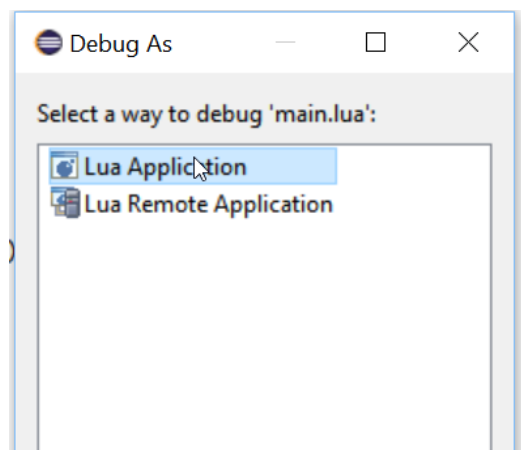 Debug As
Select a way to debug 'main.lua':
Lua Application
Lua Remote Application